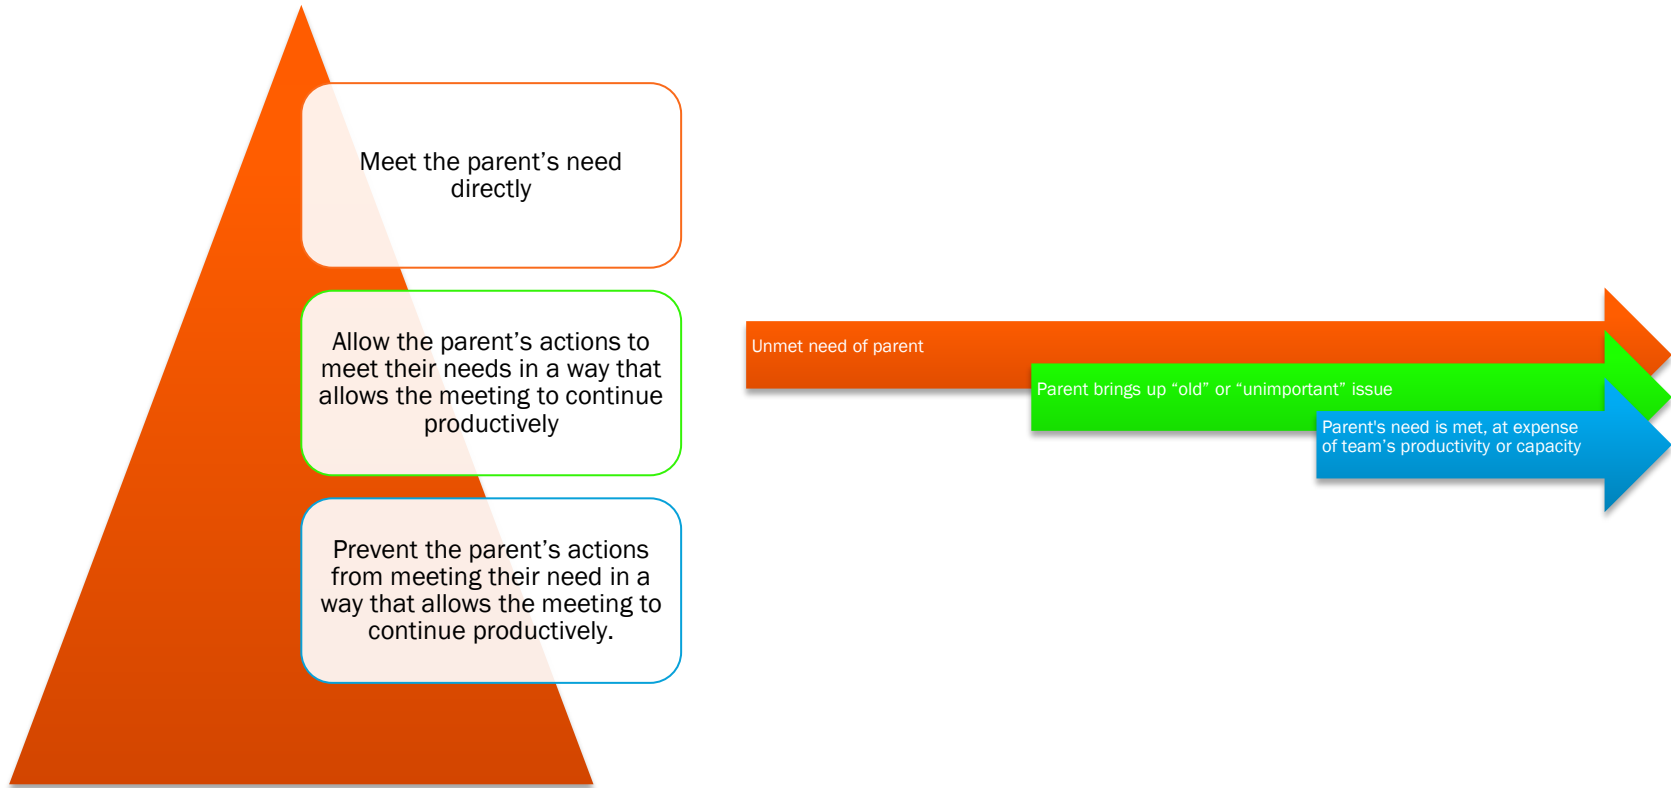 Meet the parent’s need
directly
Allow the parent’s actions to
meet their needs in a way that
allows the meeting to continue
productively
Prevent the parent’s actions
from meeting their need in a
way that allows the meeting to
continue productively.
Unmet need of parent
Parent brings up “old” or “unimportant” issue
Parent's need is met, at expense
of team’s productivity or capacity